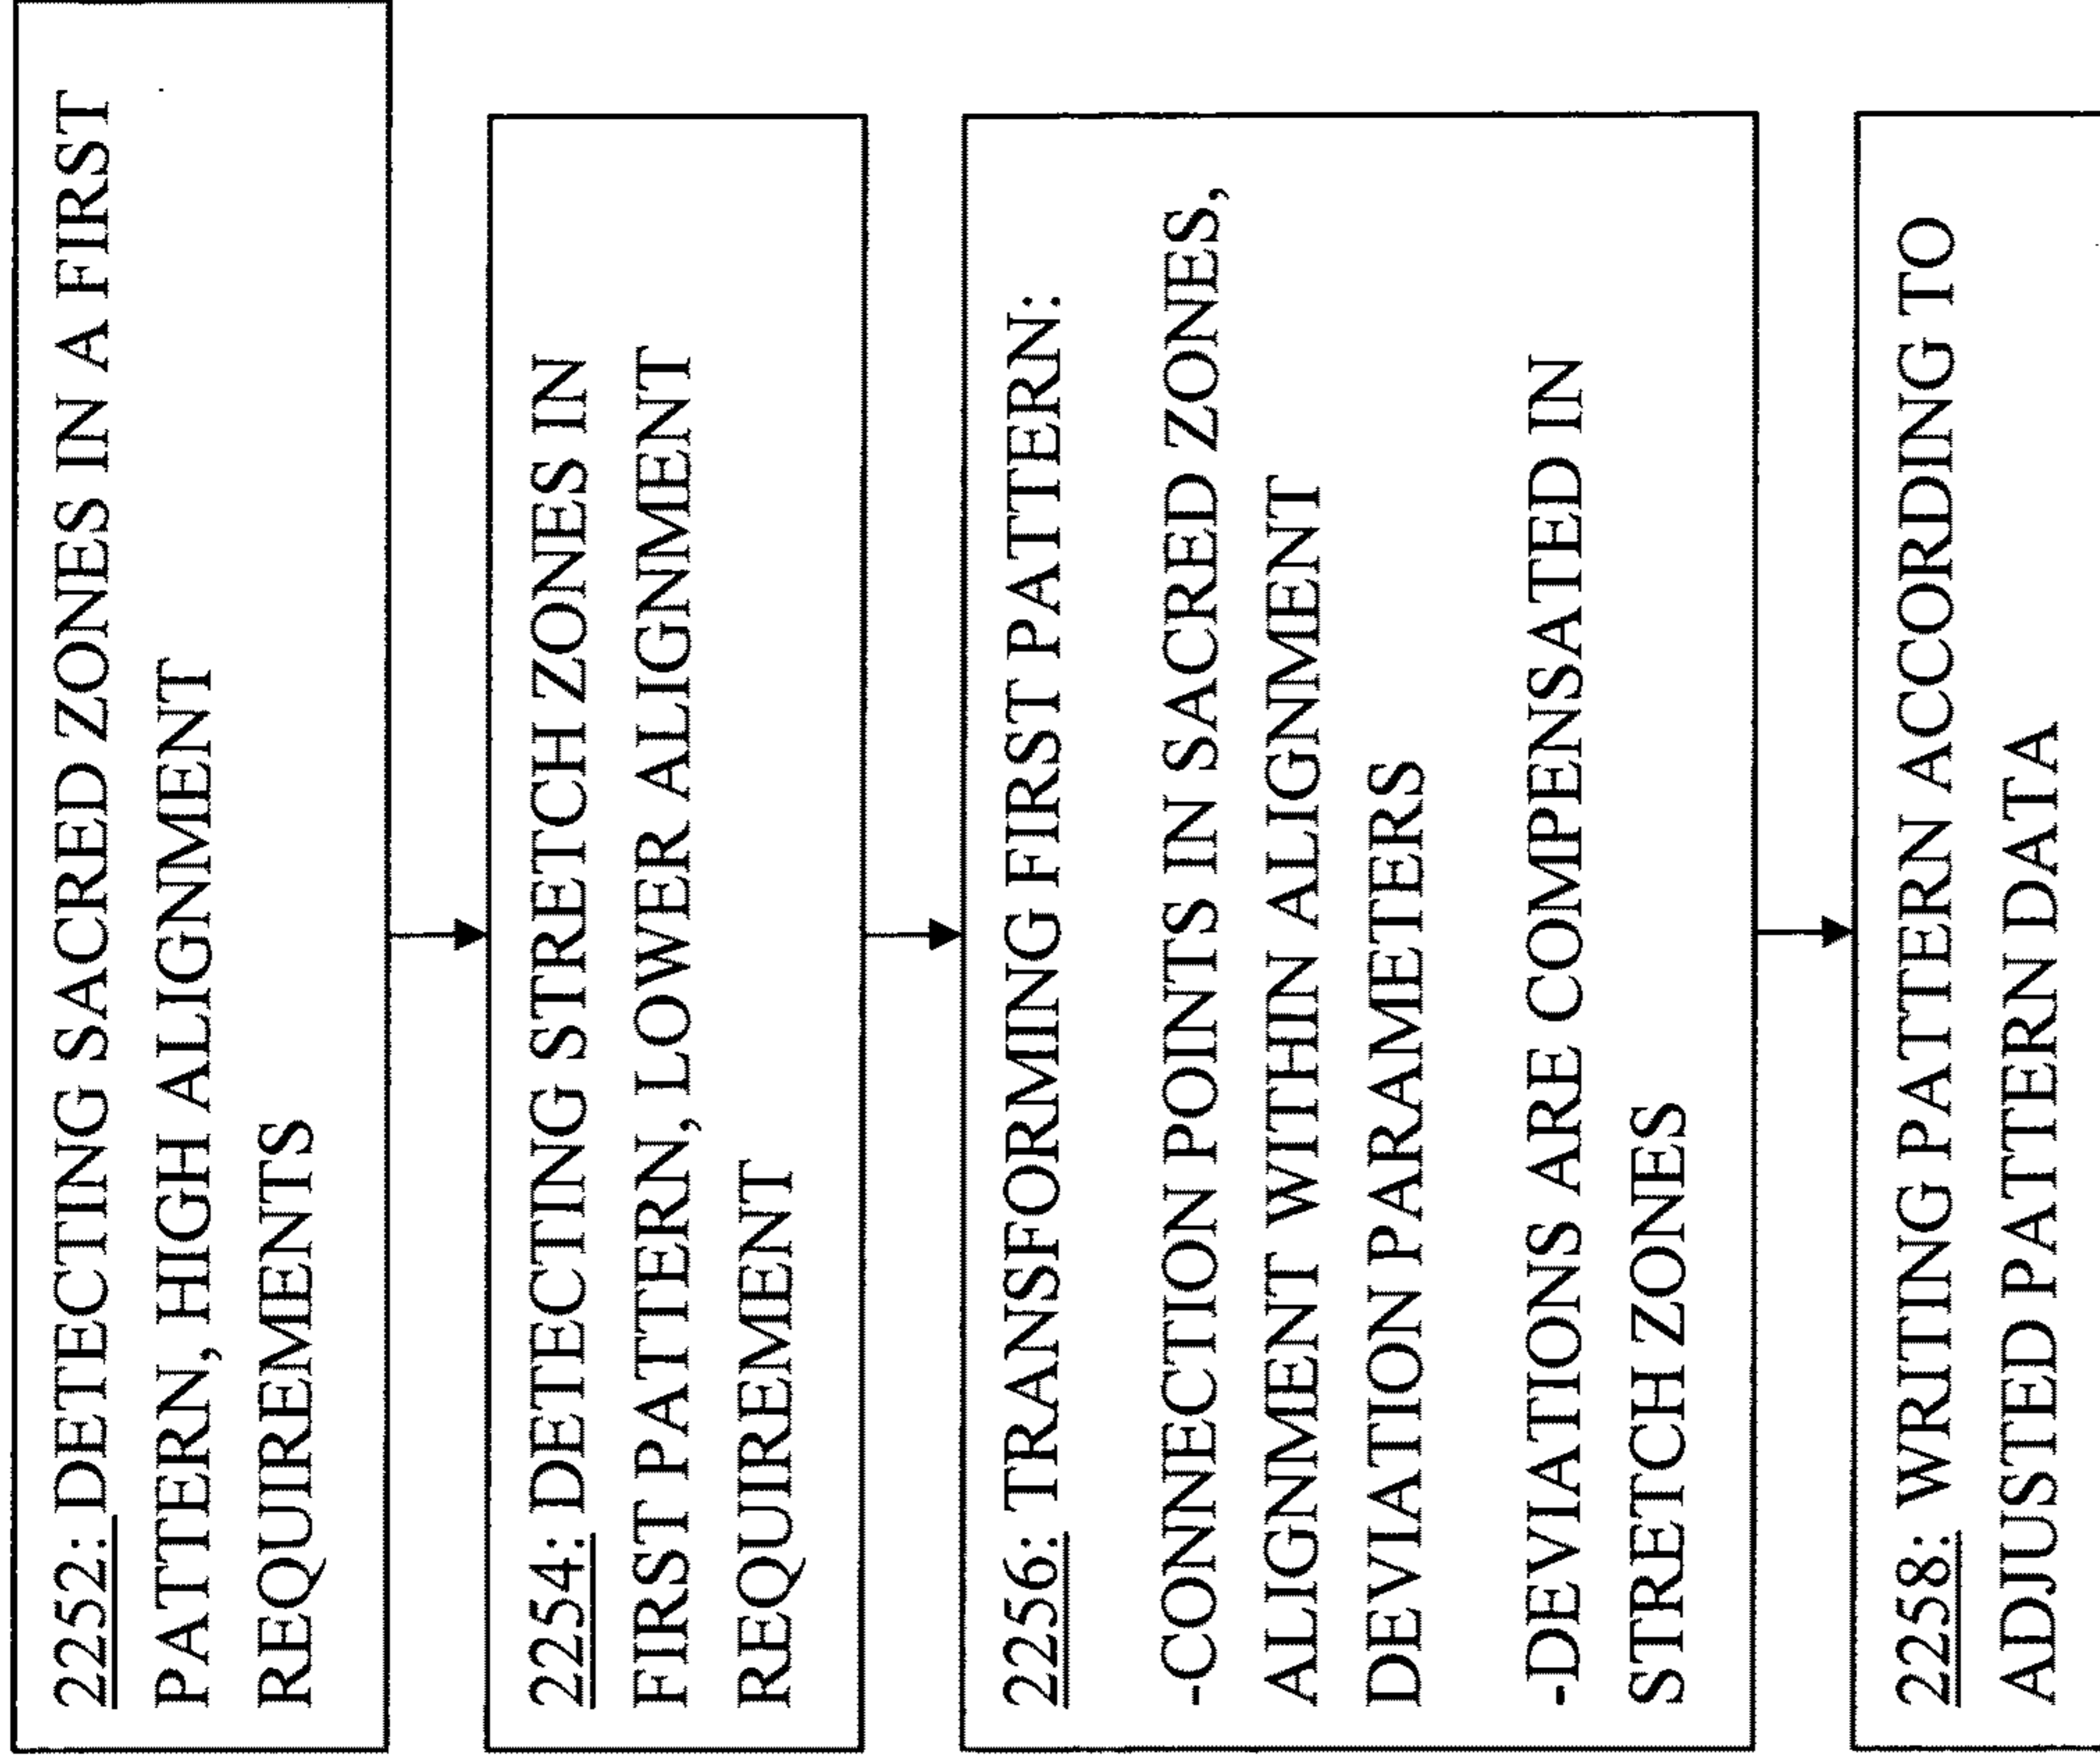 2252: DETECTING SACRED ZONES IN A FIRST
PATTERN, HIGH ALIGNMENT
REQUIREMENTS
2254: DETECTING STRETCH ZONES IN
FIRST PATTERN, LOWER ALIGNMENT
REQUIREMENT
2256: TRANSFORMING FIRST PATTERN:
-CONNECTION POINTS IN SACRED ZONES,
ALIGNMENT WITHIN ALIGNMENT
DEVIATION PARAMETERS
-DEVIATIONS ARE COMPENSATED IN
STRETCH ZONES
2258: WRITING PATTERN ACCORDING TO
ADJUSTED PATTERN DATA